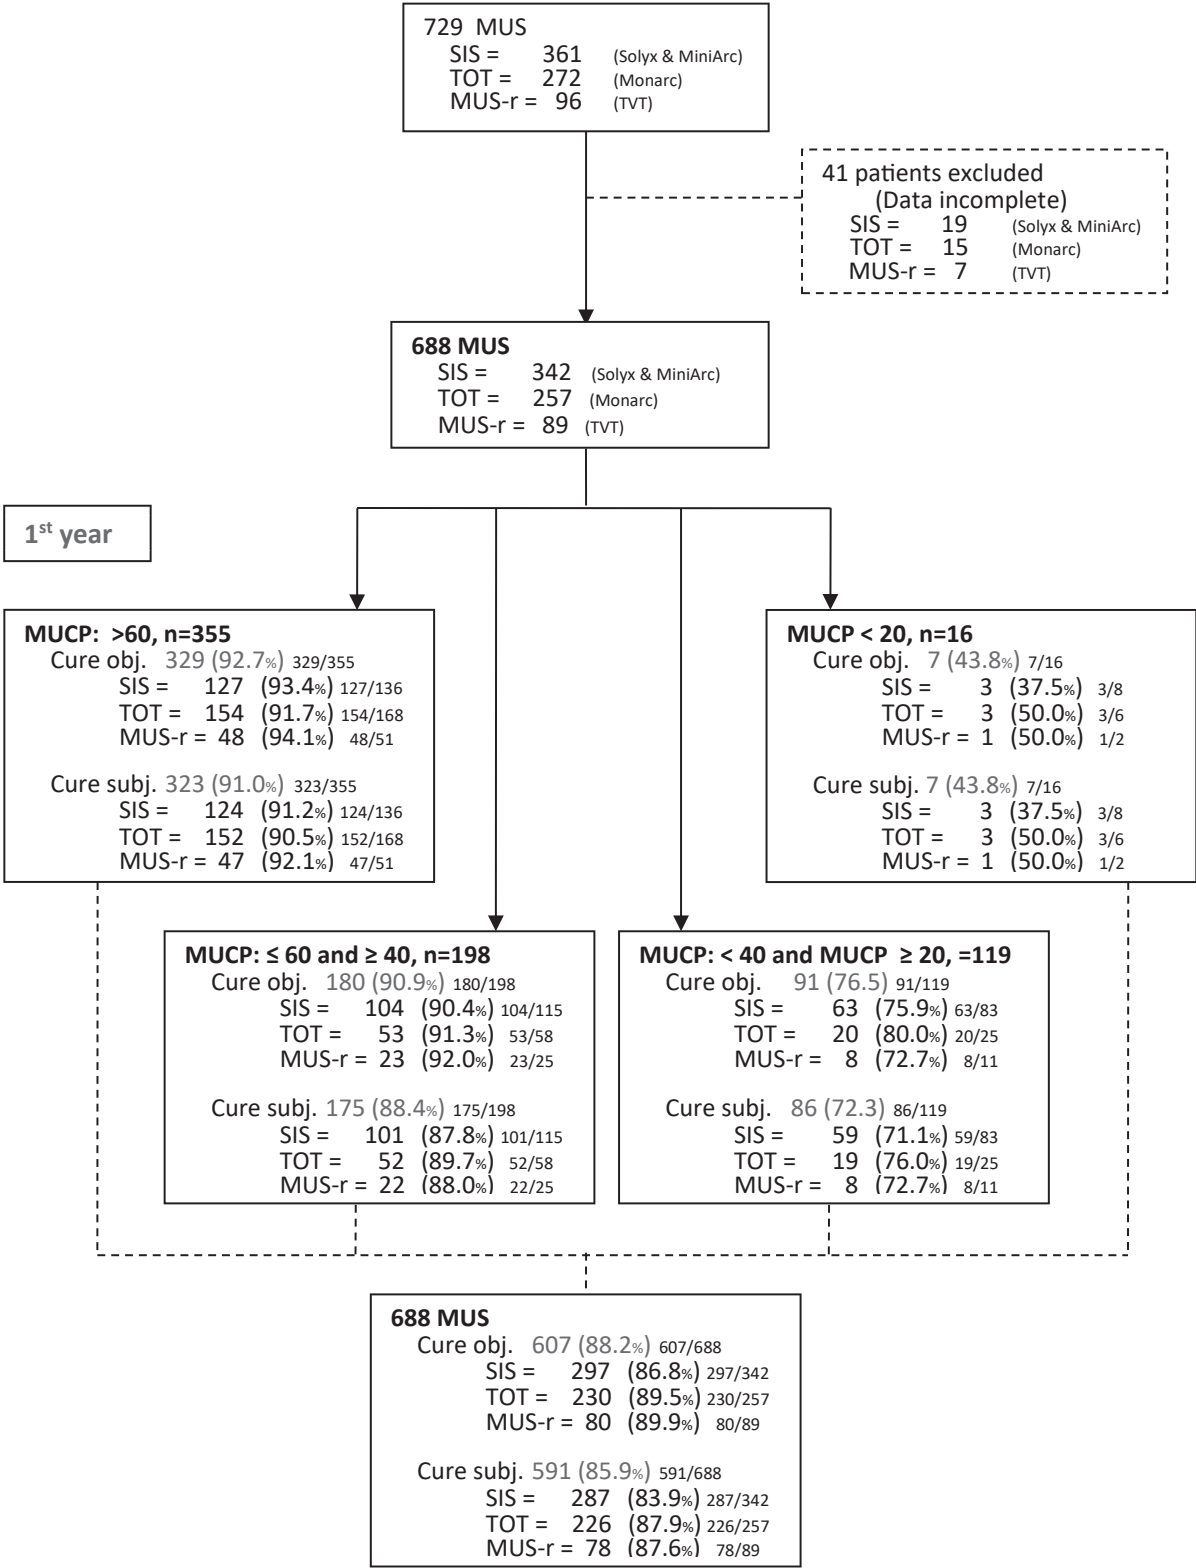 729 MUS
SIS = 361 (Solyx & MiniArc)
TOT = 272 (Monarc)
MUS-r = 96 (TVT)
41 patients excluded
(Data incomplete)
SIS = 19 (Solyx & MiniArc)
TOT = 15 (Monarc)
MUS-r = 7 (TVT)
688 MUS
SIS = 342 (Solyx & MiniArc)
TOT = 257 (Monarc)
MUS-r = 89 (TVT)
1st year
MUCP: >60, n=355
Cure obj. 329 (92.7%) 329/355
SIS = 127 (93.4%) 127/136
TOT = 154 (91.7%) 154/168
MUS-r = 48 (94.1%) 48/51
Cure subj. 323 (91.0%) 323/355
SIS = 124 (91.2%) 124/136
TOT = 152 (90.5%) 152/168
MUS-r = 47 (92.1%) 47/51
MUCP < 20, n=16
Cure obj. 7 (43.8%) 7/16
SIS = 3 (37.5%) 3/8
TOT = 3 (50.0%) 3/6
MUS-r = 1 (50.0%) 1/2
Cure subj. 7 (43.8%) 7/16
SIS = 3 (37.5%) 3/8
TOT = 3 (50.0%) 3/6
MUS-r = 1 (50.0%) 1/2
MUCP: ≤ 60 and ≥ 40, n=198
Cure obj. 180 (90.9%) 180/198
SIS = 104 (90.4%) 104/115
TOT = 53 (91.3%) 53/58
MUS-r = 23 (92.0%) 23/25
Cure subj. 175 (88.4%) 175/198
SIS = 101 (87.8%) 101/115
TOT = 52 (89.7%) 52/58
MUS-r = 22 (88.0%) 22/25
MUCP: < 40 and MUCP ≥ 20, =119
Cure obj. 91 (76.5) 91/119
SIS = 63 (75.9%) 63/83
TOT = 20 (80.0%) 20/25
MUS-r = 8 (72.7%) 8/11
Cure subj. 86 (72.3) 86/119
SIS = 59 (71.1%) 59/83
TOT = 19 (76.0%) 19/25
MUS-r = 8 (72.7%) 8/11
688 MUS
Cure obj. 607 (88.2%) 607/688
SIS = 297 (86.8%) 297/342
TOT = 230 (89.5%) 230/257
MUS-r = 80 (89.9%) 80/89
Cure subj. 591 (85.9%) 591/688
SIS = 287 (83.9%) 287/342
TOT = 226 (87.9%) 226/257
MUS-r = 78 (87.6%) 78/89